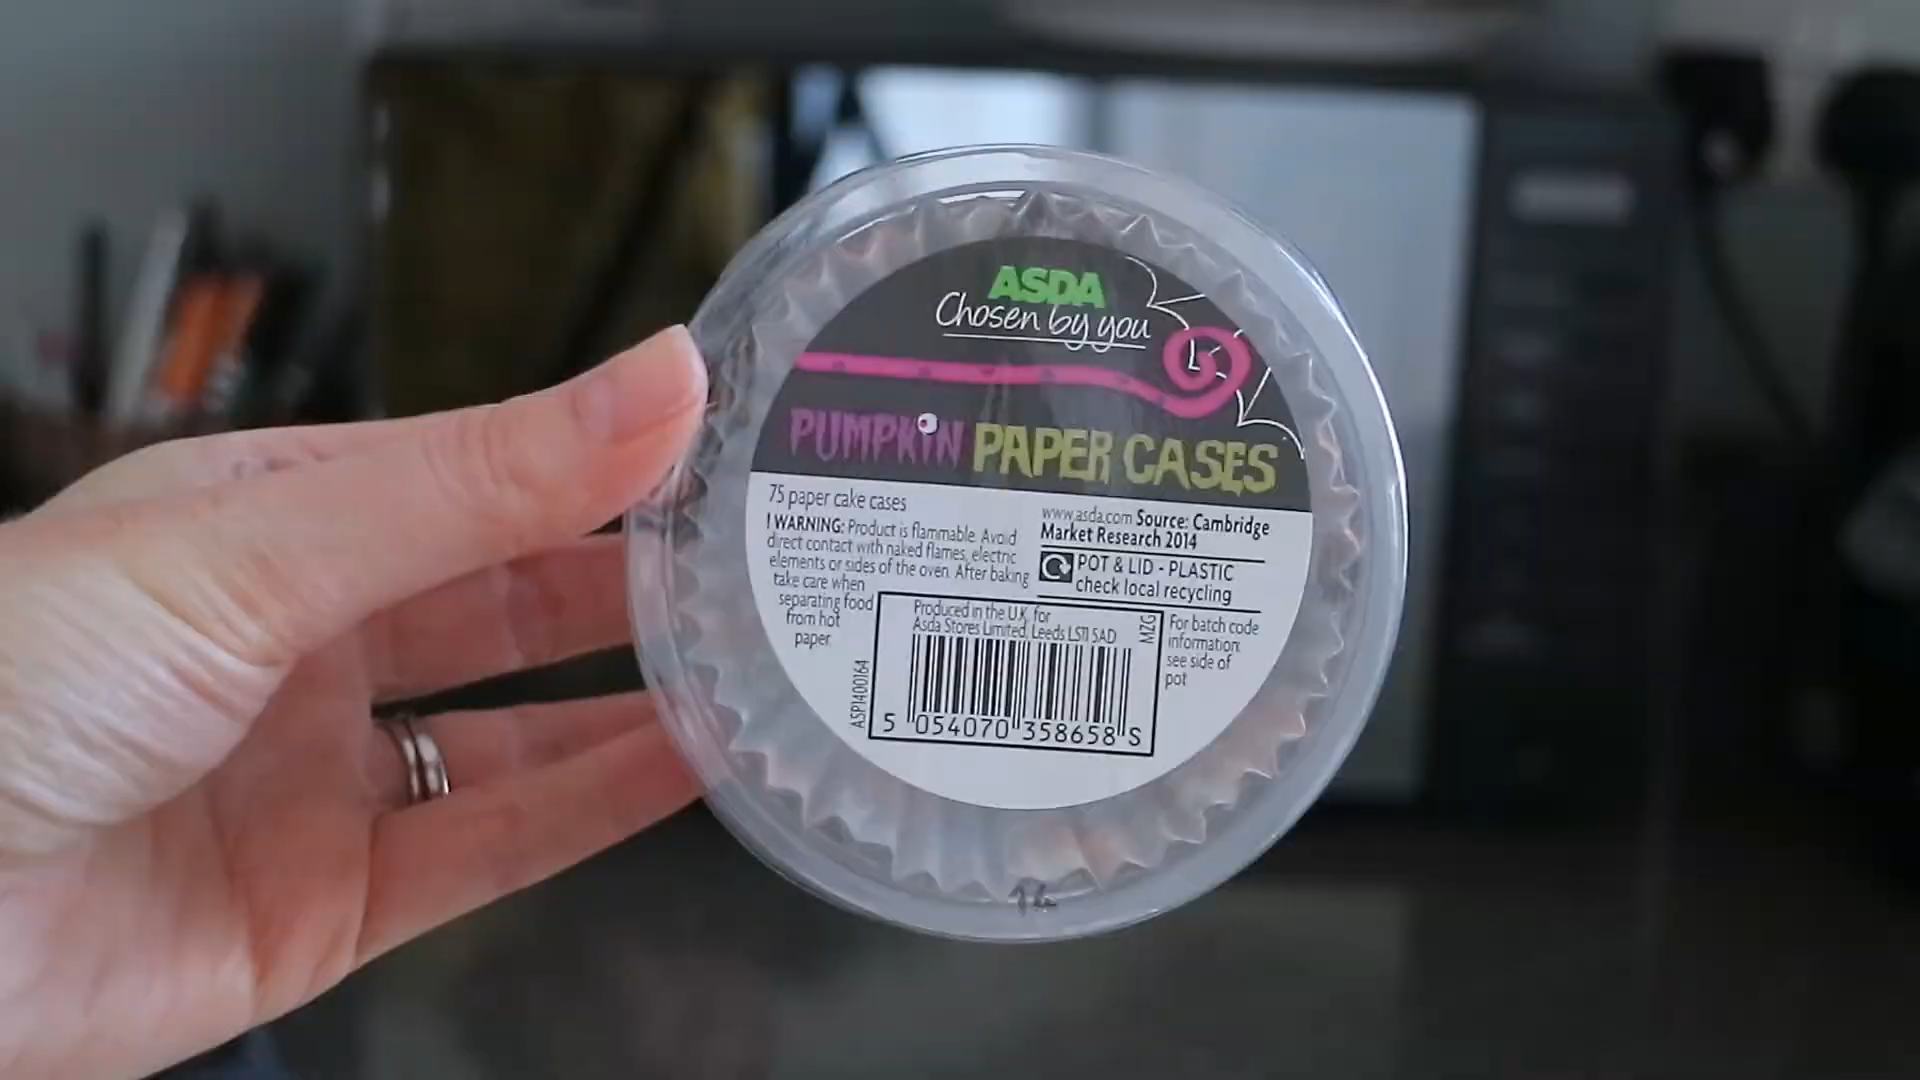 ASDA
Chosen by you
PUMPKIN PAPER CASES
75 paper cake cases
! WARNING: Product is flammable. Avoid
direct contact with naked flames, electric
elements or sides of the oven. After baking
take care when
separating food
from hot
paper.
www.asda.com Source: Cambridge
Market Research 2014
POT & LID - PLASTIC
check local recycling
Produced in the U.K. for
Asda Stores Limited, Leeds LS11 5AD
MZG
ASP1400164
5 054070 358658 S
For batch code
information
see side of
pot